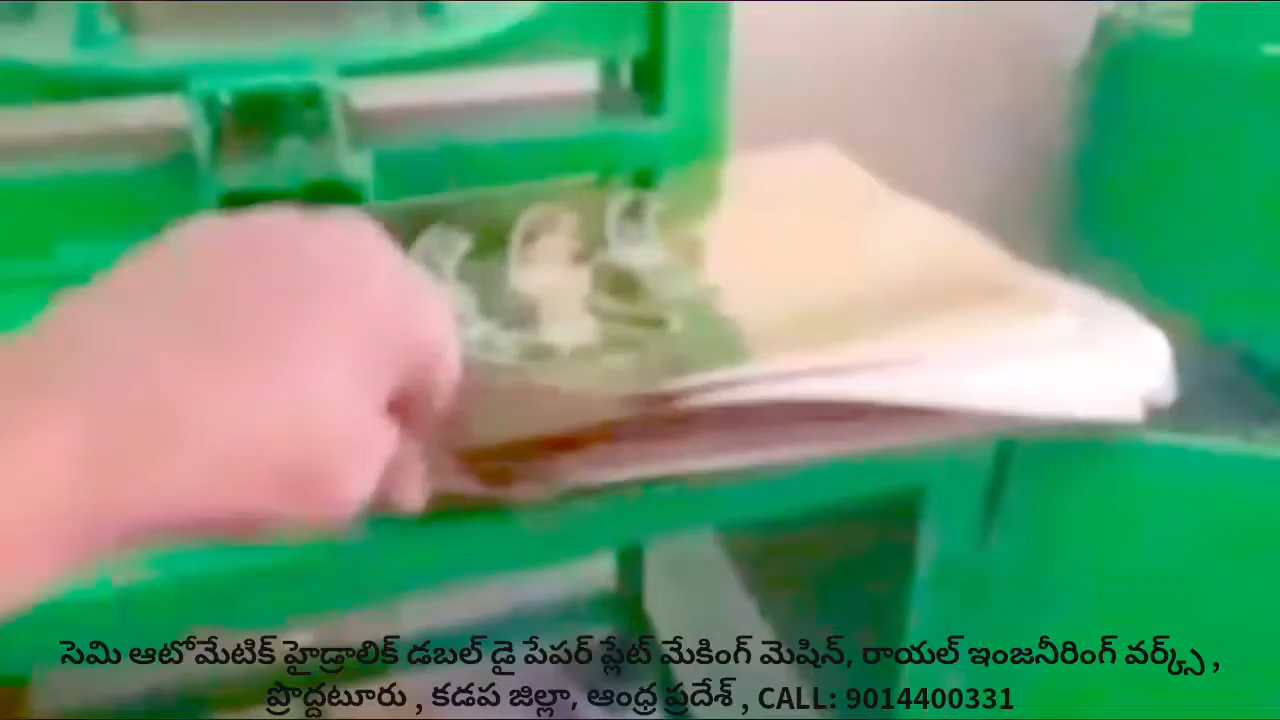 సెమి ఆటోమేటిక్ హైడ్రాలిక్ డబల్ డై పేపర్ ప్లేట్ మేకింగ్ మెషిన్, రాయల్ ఇంజనీరింగ్ వర్క్స్ ,
ప్రొద్దటూరు , కడప జిల్లా, ఆంధ్ర ప్రదేశ్ , CALL: 9014400331